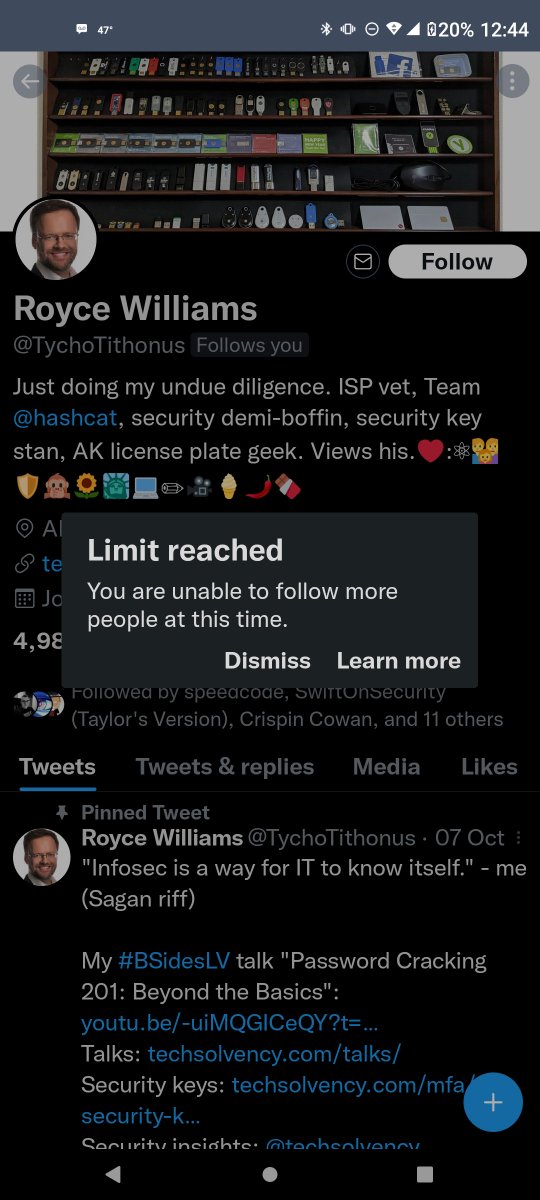 47°
20% 12:44
Follow
Royce Williams
@TychoTithonus Follows you
Just doing my undue diligence. ISP vet, Team
@hashcat, security demi-boffin, security key
stan, AK license plate geek. Views his.❤️:⚛👨‍👩‍👧
🛡🙊🌻🗽💻✏🎥🍦🌶🍫
Limit reached
You are unable to follow more
people at this time.
Dismiss Learn more
4,98
Followed by speedcode, SwiftOnSecurity
(Taylor's Version), Crispin Cowan, and 11 others
Tweets Tweets & replies Media Likes
Pinned Tweet
Royce Williams @TychoTithonus · 07 Oct
"Infosec is a way for IT to know itself." - me
(Sagan riff)
My #BSidesLV talk "Password Cracking
201: Beyond the Basics":
youtu.be/-uiMQGICeQY?t=…
Talks: techsolvency.com/talks/
Security keys: techsolvency.com/mfa/
security-k…
Security insights: @techsolvency